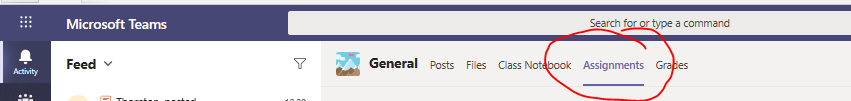 Microsoft Teams
Search for or type a command
Activity
Feed
General
Posts
Files
Class Notebook
Assignments
Grades